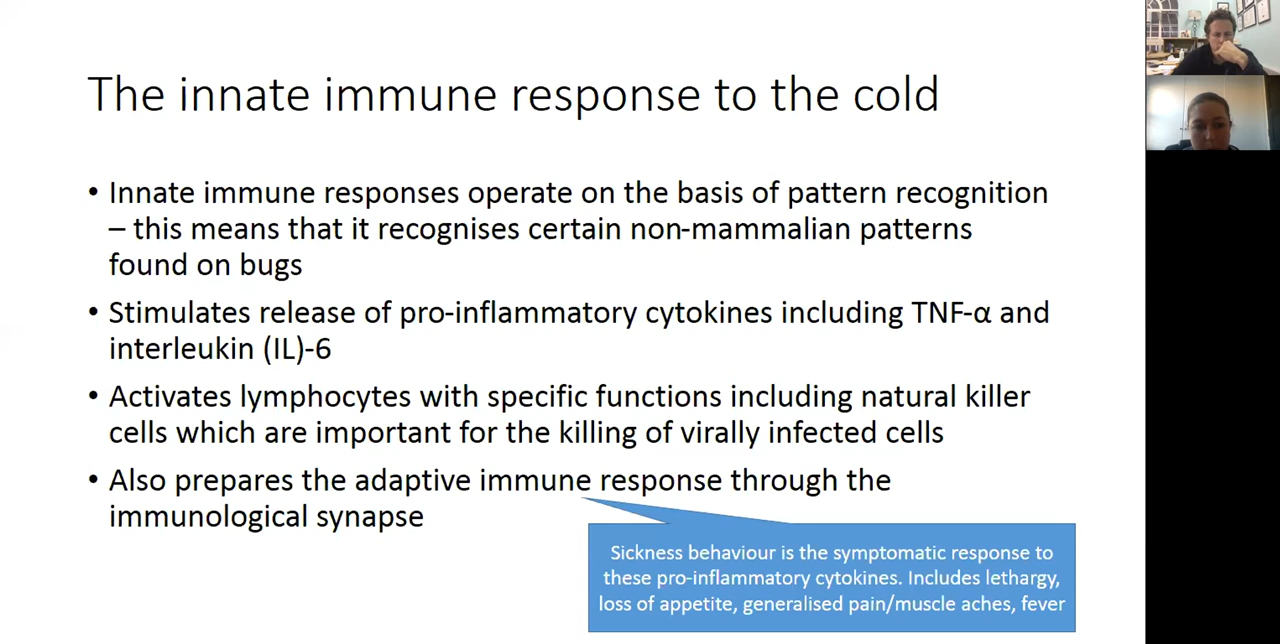 The innate immune response to the cold
• Innate immune responses operate on the basis of pattern recognition
– this means that it recognises certain non-mammalian patterns
found on bugs
• Stimulates release of pro-inflammatory cytokines including TNF-α and
interleukin (IL)-6
• Activates lymphocytes with specific functions including natural killer
cells which are important for the killing of virally infected cells
• Also prepares the adaptive immune response through the
immunological synapse
Sickness behaviour is the symptomatic response to
these pro-inflammatory cytokines. Includes lethargy,
loss of appetite, generalised pain/muscle aches, fever